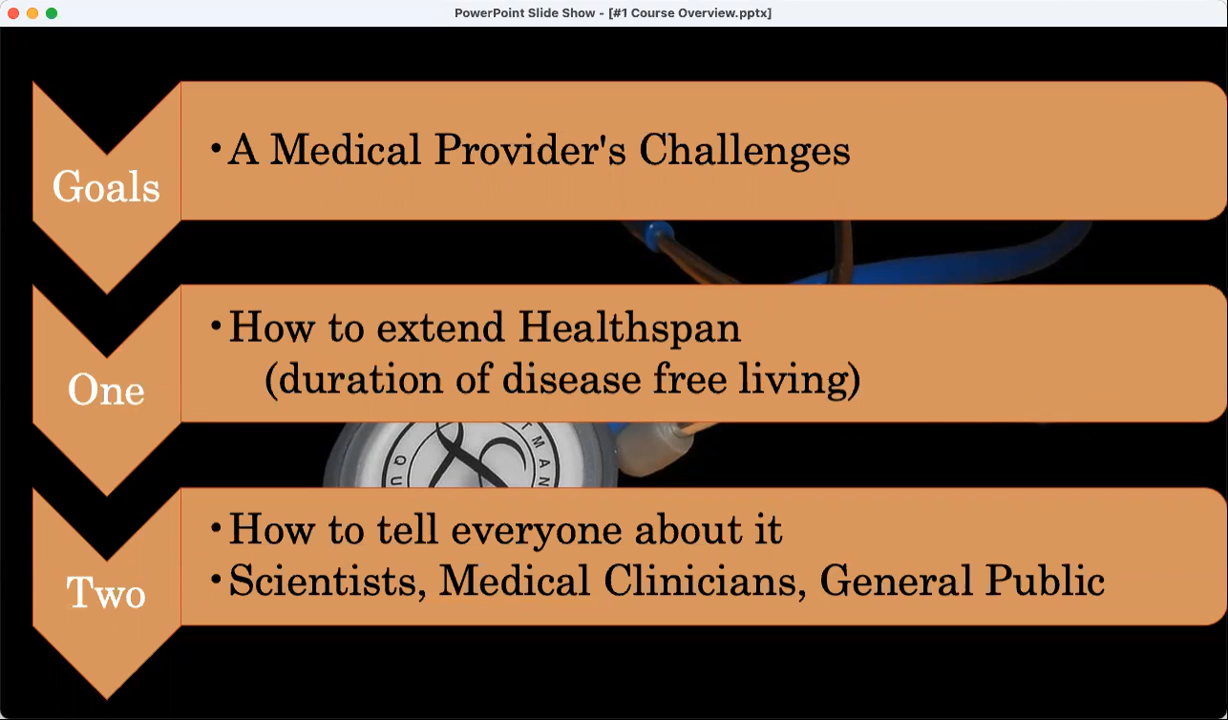 PowerPoint Slide Show - [#1 Course Overview.pptx]
Goals
•A Medical Provider's Challenges
One
•How to extend Healthspan
(duration of disease free living)
Two
•How to tell everyone about it
•Scientists, Medical Clinicians, General Public